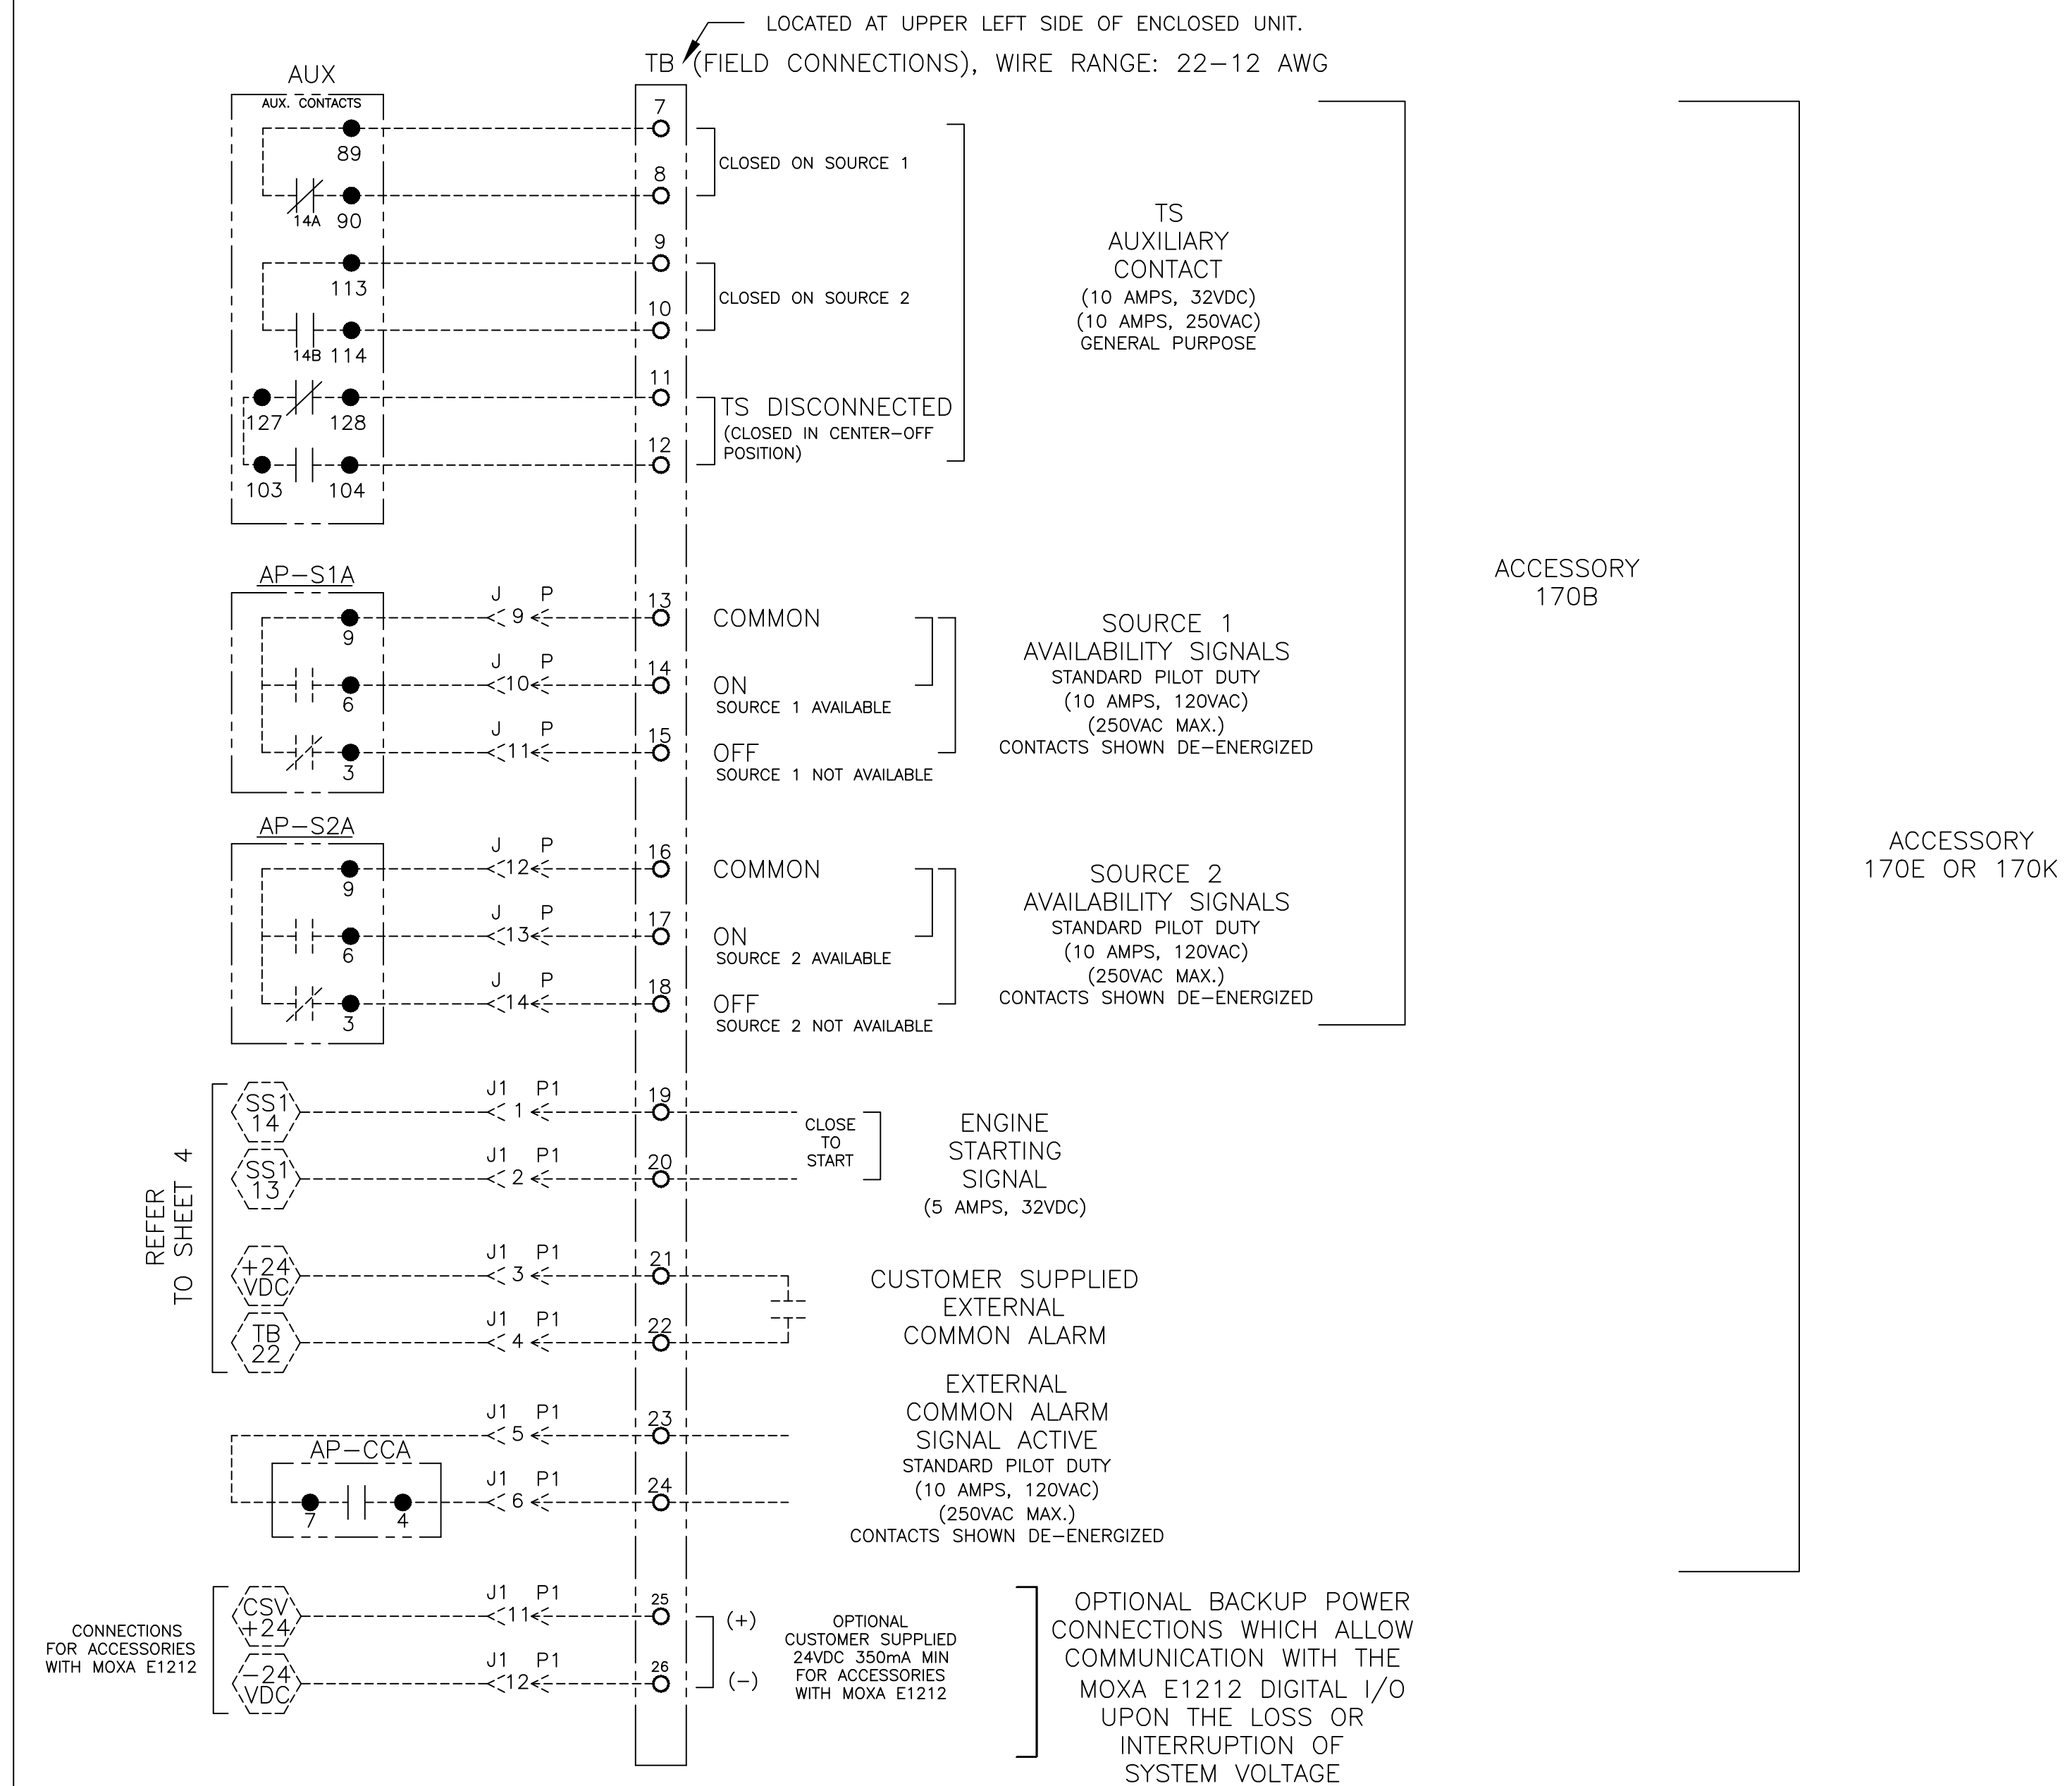 LOCATED AT UPPER LEFT SIDE OF ENCLOSED UNIT.
TB (FIELD CONNECTIONS), WIRE RANGE: 22-12 AWG
AUX
AUX. CONTACTS
89
14A 90
113
14B 114
127 128
103 104
7
8
9
10
11
12
CLOSED ON SOURCE 1
CLOSED ON SOURCE 2
TS DISCONNECTED
(CLOSED IN CENTER-OFF
POSITION)
TS
AUXILIARY
CONTACT
(10 AMPS, 32VDC)
(10 AMPS, 250VAC)
GENERAL PURPOSE
ACCESSORY
170B
ACCESSORY
170E OR 170K
AP-S1A
9
6
3
J P
9
J P
10
J P
11
13
14
15
COMMON
ON
SOURCE 1 AVAILABLE
OFF
SOURCE 1 NOT AVAILABLE
SOURCE 1
AVAILABILITY SIGNALS
STANDARD PILOT DUTY
(10 AMPS, 120VAC)
(250VAC MAX.)
CONTACTS SHOWN DE-ENERGIZED
AP-S2A
9
6
3
J P
12
J P
13
J P
14
16
17
18
COMMON
ON
SOURCE 2 AVAILABLE
OFF
SOURCE 2 NOT AVAILABLE
SOURCE 2
AVAILABILITY SIGNALS
STANDARD PILOT DUTY
(10 AMPS, 120VAC)
(250VAC MAX.)
CONTACTS SHOWN DE-ENERGIZED
REFER
TO SHEET 4
SS1
14
SS1
13
+24
VDC
TB
22
J1 P1
1
J1 P1
2
J1 P1
3
J1 P1
4
19
20
21
22
CLOSE
TO
START
ENGINE
STARTING
SIGNAL
(5 AMPS, 32VDC)
CUSTOMER SUPPLIED
EXTERNAL
COMMON ALARM
AP-CCA
7 4
J1 P1
5
J1 P1
6
23
24
EXTERNAL
COMMON ALARM
SIGNAL ACTIVE
STANDARD PILOT DUTY
(10 AMPS, 120VAC)
(250VAC MAX.)
CONTACTS SHOWN DE-ENERGIZED
CONNECTIONS
FOR ACCESSORIES
WITH MOXA E1212
CSV
+24
-24
VDC
J1 P1
11
J1 P1
12
25
26
(+)
(-)
OPTIONAL
CUSTOMER SUPPLIED
24VDC 350mA MIN
FOR ACCESSORIES
WITH MOXA E1212
OPTIONAL BACKUP POWER
CONNECTIONS WHICH ALLOW
COMMUNICATION WITH THE
MOXA E1212 DIGITAL I/O
UPON THE LOSS OR
INTERRUPTION OF
SYSTEM VOLTAGE